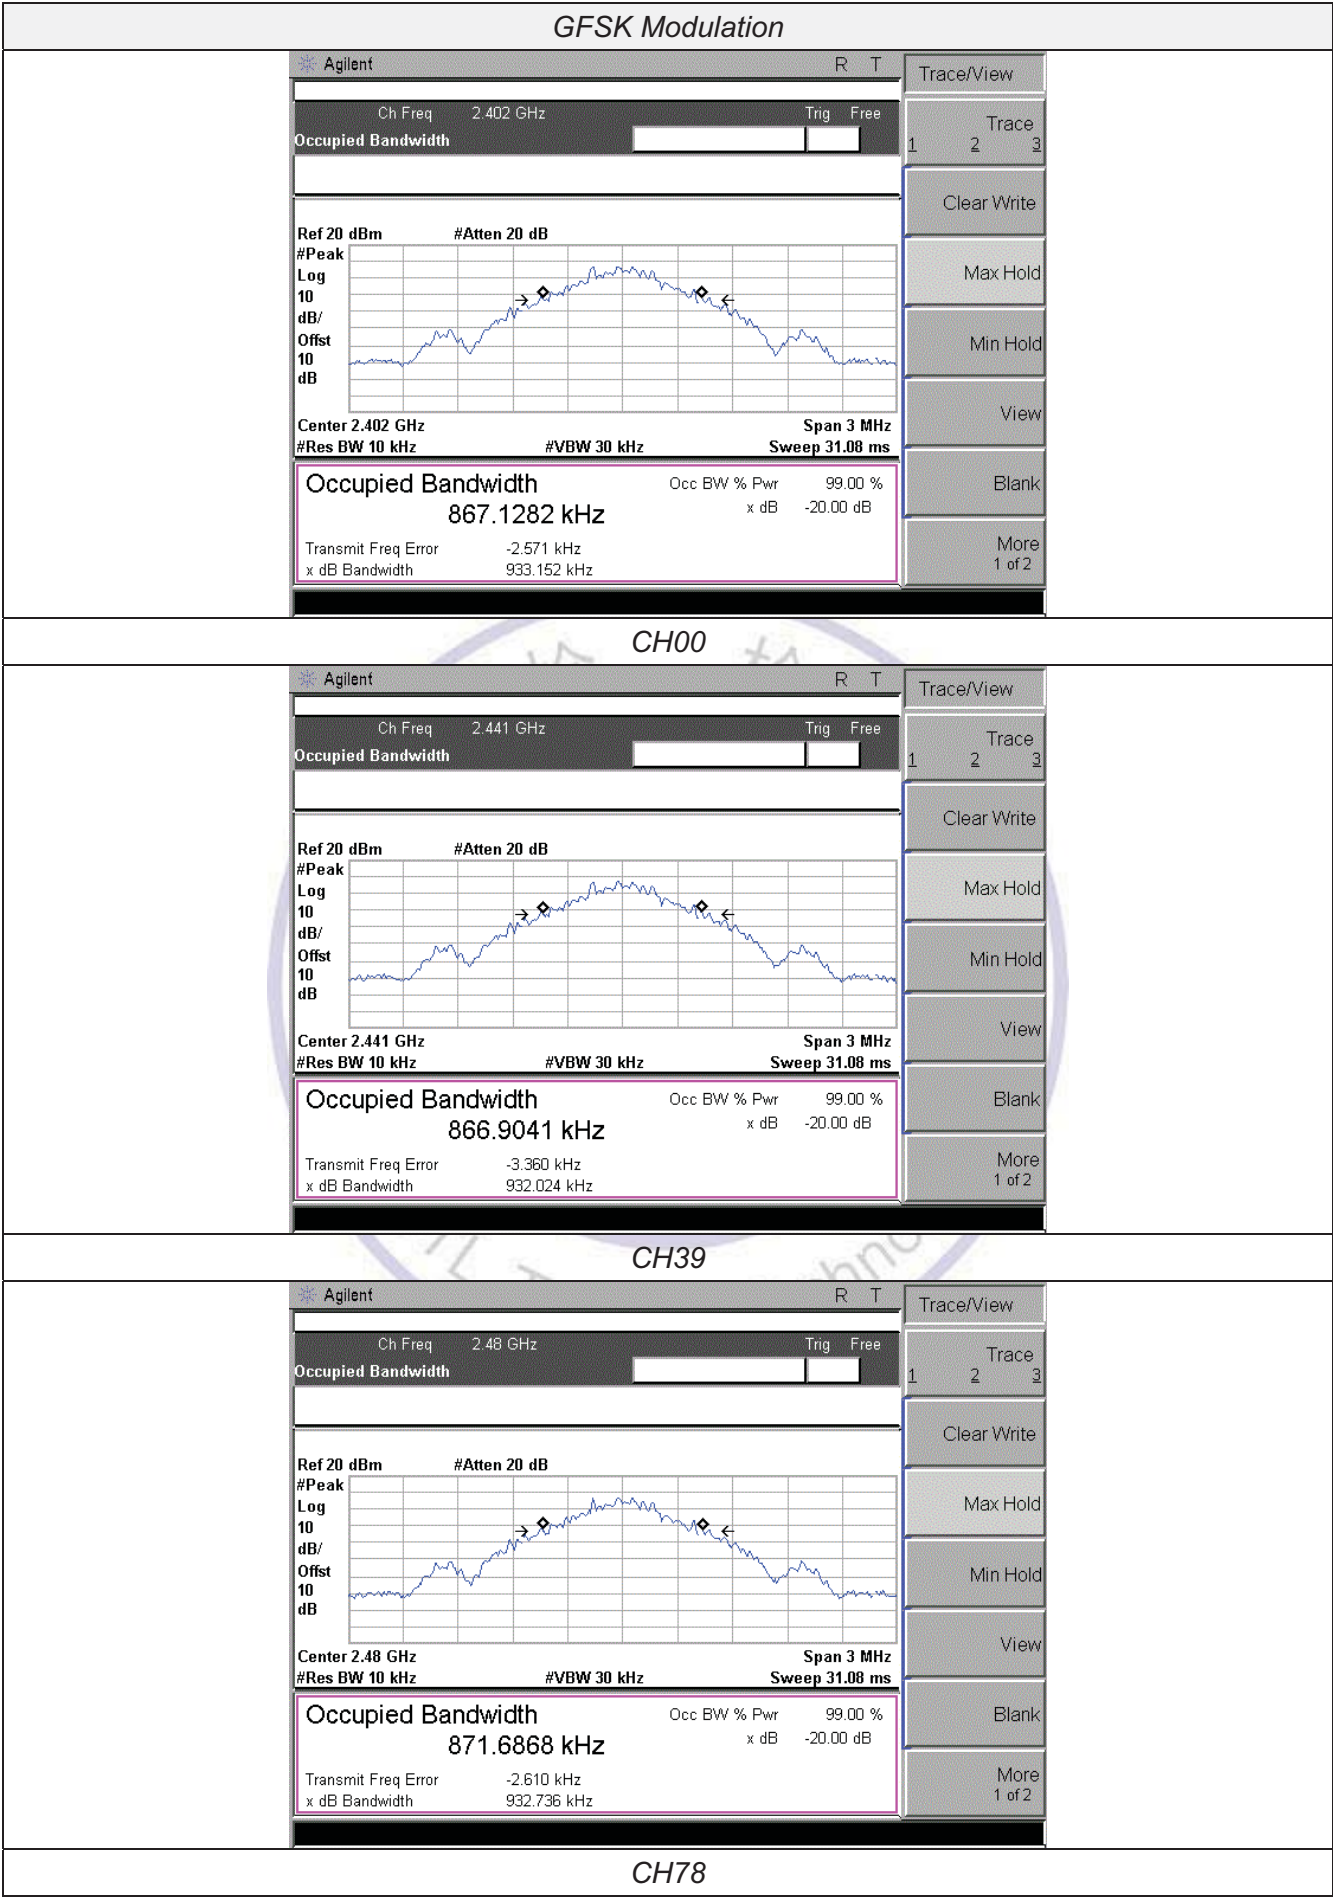 GFSK Modulation
Agilent R T Trace/View
Ch Freq 2.402 GHz Trig Free
Occupied Bandwidth
Trace
1 2 3
Clear Write
Ref 20 dBm #Atten 20 dB
#Peak
Log
10
dB/
Offst
10
dB
Max Hold
Min Hold
View
Center 2.402 GHz Span 3 MHz
#Res BW 10 kHz #VBW 30 kHz Sweep 31.08 ms
Occupied Bandwidth Occ BW % Pwr 99.00 %
867.1282 kHz x dB -20.00 dB
Transmit Freq Error -2.571 kHz
x dB Bandwidth 933.152 kHz
Blank
More
1 of 2
CH00
Agilent R T Trace/View
Ch Freq 2.441 GHz Trig Free
Occupied Bandwidth
Trace
1 2 3
Clear Write
Ref 20 dBm #Atten 20 dB
#Peak
Log
10
dB/
Offst
10
dB
Max Hold
Min Hold
View
Center 2.441 GHz Span 3 MHz
#Res BW 10 kHz #VBW 30 kHz Sweep 31.08 ms
Occupied Bandwidth Occ BW % Pwr 99.00 %
866.9041 kHz x dB -20.00 dB
Transmit Freq Error -3.360 kHz
x dB Bandwidth 932.024 kHz
Blank
More
1 of 2
CH39
Agilent R T Trace/View
Ch Freq 2.48 GHz Trig Free
Occupied Bandwidth
Trace
1 2 3
Clear Write
Ref 20 dBm #Atten 20 dB
#Peak
Log
10
dB/
Offst
10
dB
Max Hold
Min Hold
View
Center 2.48 GHz Span 3 MHz
#Res BW 10 kHz #VBW 30 kHz Sweep 31.08 ms
Occupied Bandwidth Occ BW % Pwr 99.00 %
871.6868 kHz x dB -20.00 dB
Transmit Freq Error -2.610 kHz
x dB Bandwidth 932.736 kHz
Blank
More
1 of 2
CH78